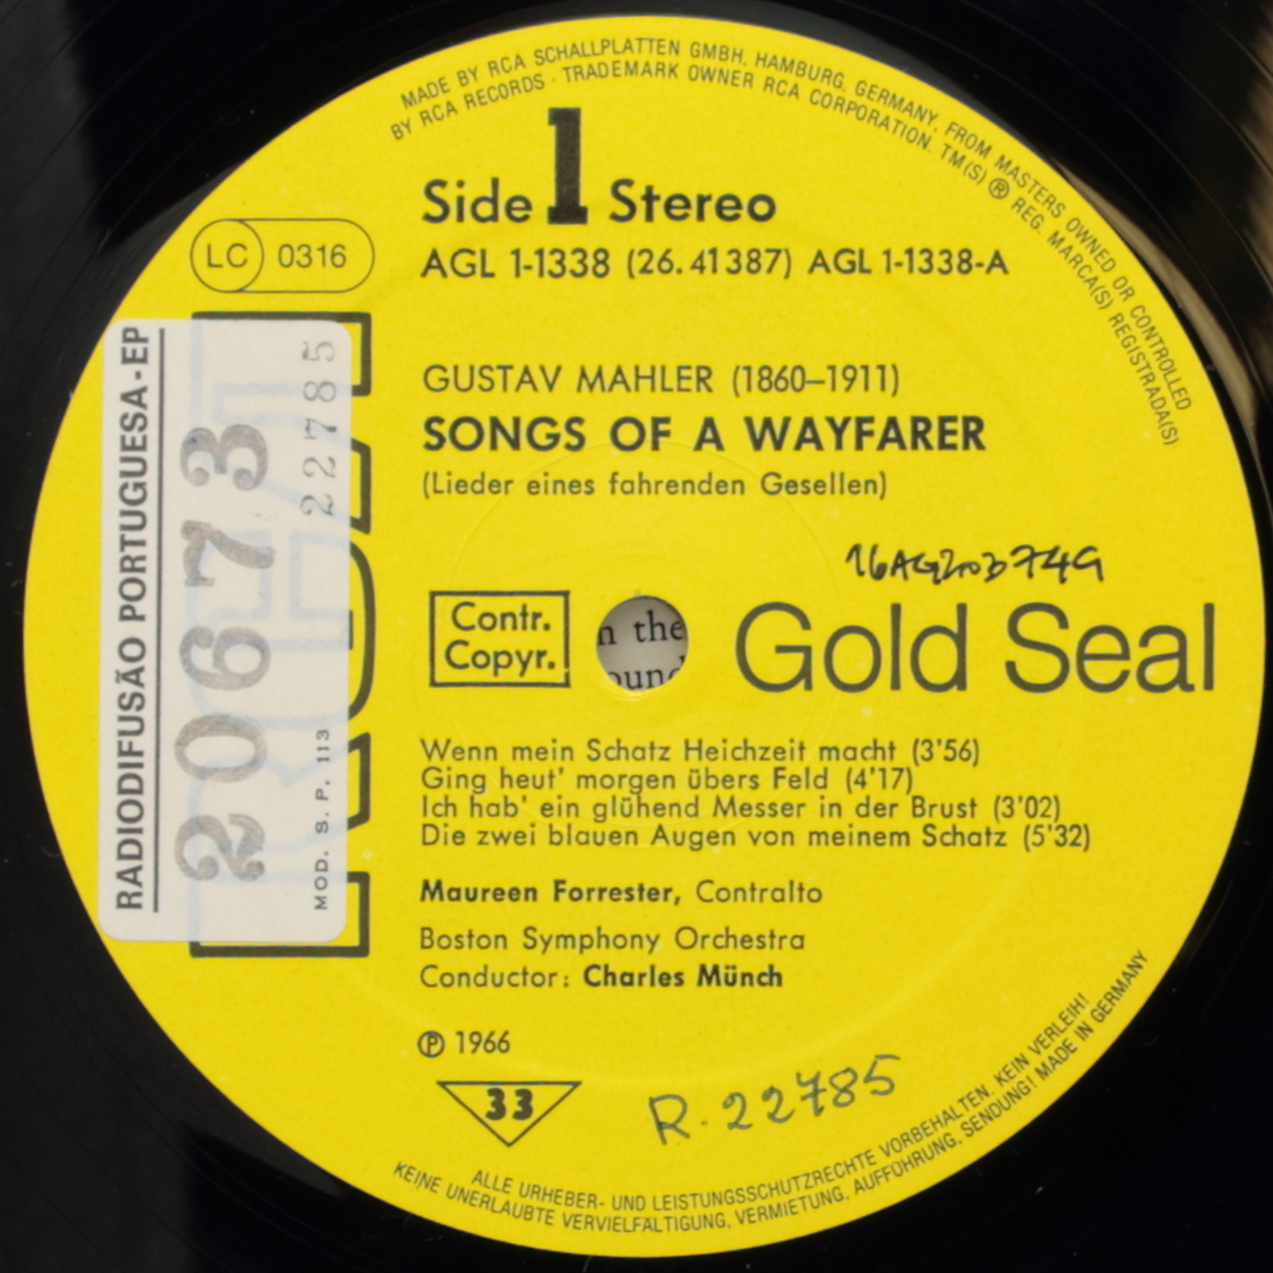 MADE BY RCA SCHALLPLATTEN GMBH, HAMBURG, GERMANY, FROM MASTERS OWNED OR CONTROLLED
BY RCA RECORDS · TRADEMARK OWNER RCA CORPORATION. TM(S) ® REG. MARCA(S) REGISTRADA(S)
Side 1 Stereo
LC 0316
AGL 1-1338 (26.41387) AGL 1-1338-A
RADIODIFUSÃO PORTUGUESA-EP
20673
22785
MOD. S. P. 113
GUSTAV MAHLER (1860–1911)
SONGS OF A WAYFARER
(Lieder eines fahrenden Gesellen)
Contr.
Copyr.
n the
Gold Seal
Wenn mein Schatz Heichzeit macht (3'56)
Ging heut' morgen übers Feld (4'17)
Ich hab' ein glühend Messer in der Brust (3'02)
Die zwei blauen Augen von meinem Schatz (5'32)
Maureen Forrester, Contralto
Boston Symphony Orchestra
Conductor: Charles Münch
℗ 1966
33
R.22785
ALLE URHEBER- UND LEISTUNGSSCHUTZRECHTE VORBEHALTEN. KEIN VERLEIH!
KEINE UNERLAUBTE VERVIELFÄLTIGUNG, VERMIETUNG, AUFFÜHRUNG, SENDUNG! MADE IN GERMANY